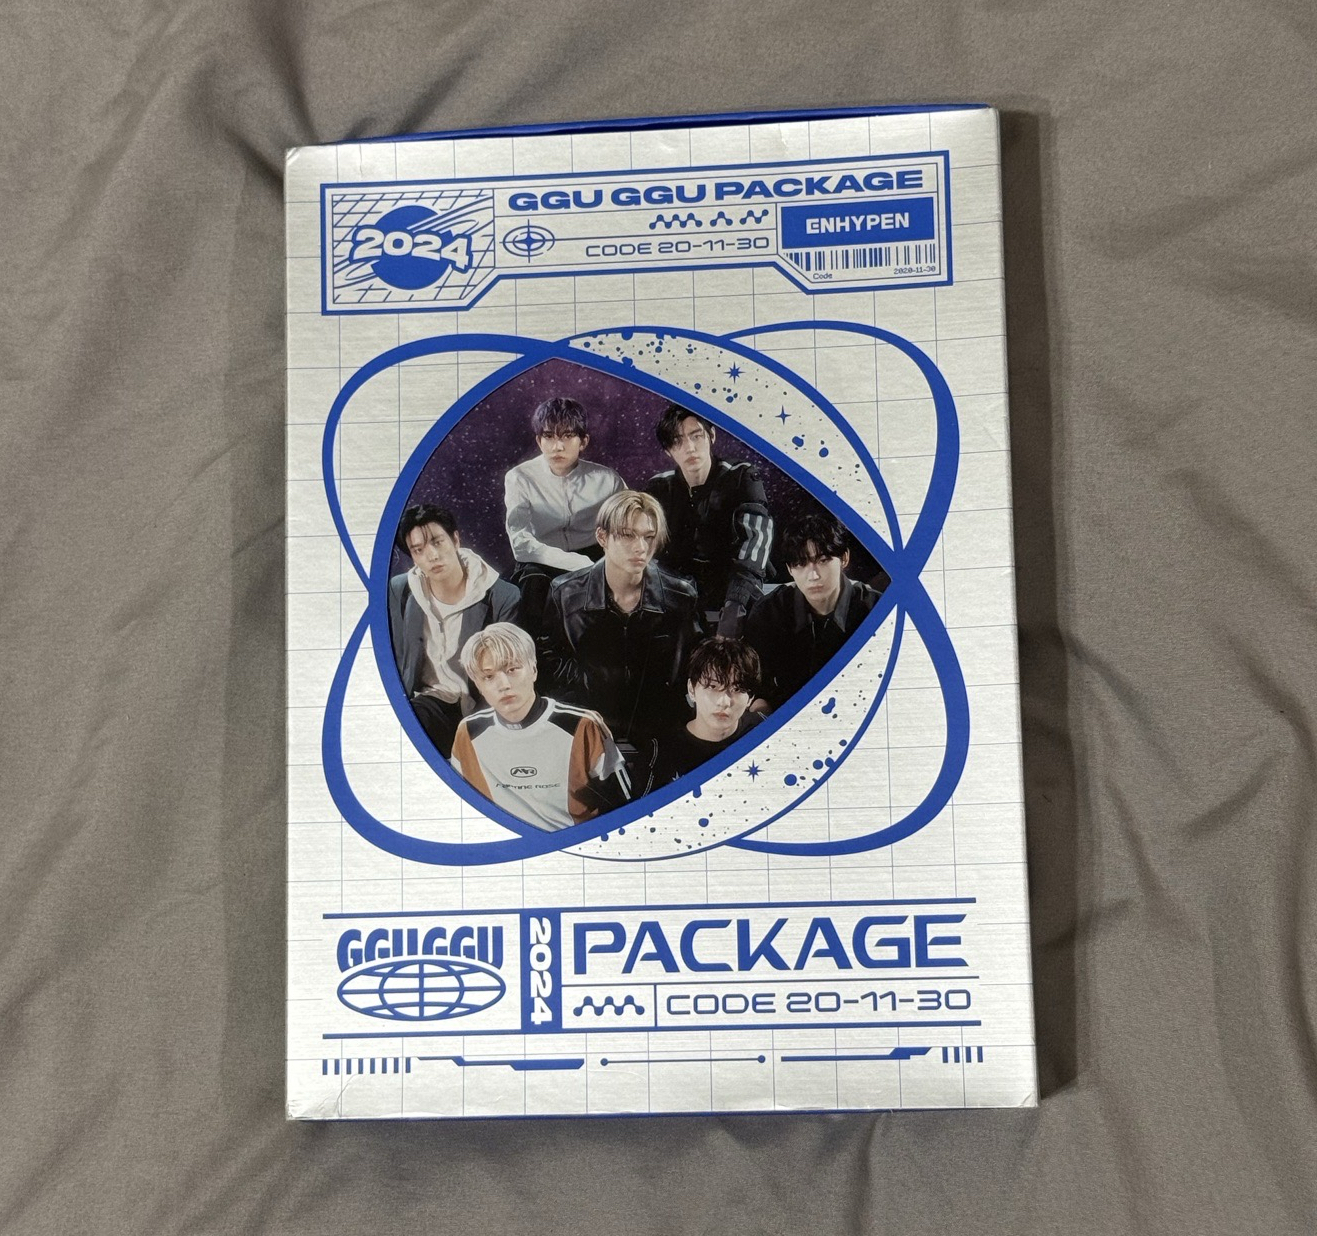 GGU GGU PACKAGE
2024
ENHYPEN
CODE 20-11-30
Code 2020-11-30
GGUGGU
2024
PACKAGE
CODE 20-11-30